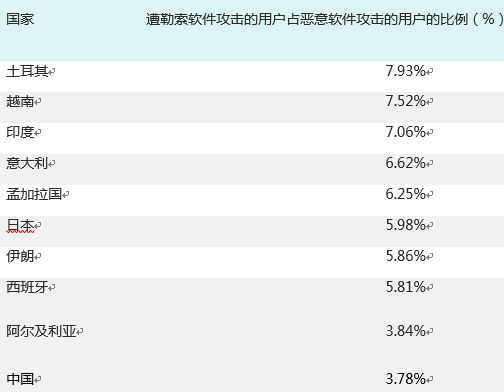 国家 遭勒索软件攻击的用户占恶意软件攻击的用户的比例（%）
土耳其 7.93%
越南 7.52%
印度 7.06%
意大利 6.62%
孟加拉国 6.25%
日本 5.98%
伊朗 5.86%
西班牙 5.81%
阿尔及利亚 3.84%
中国 3.78%